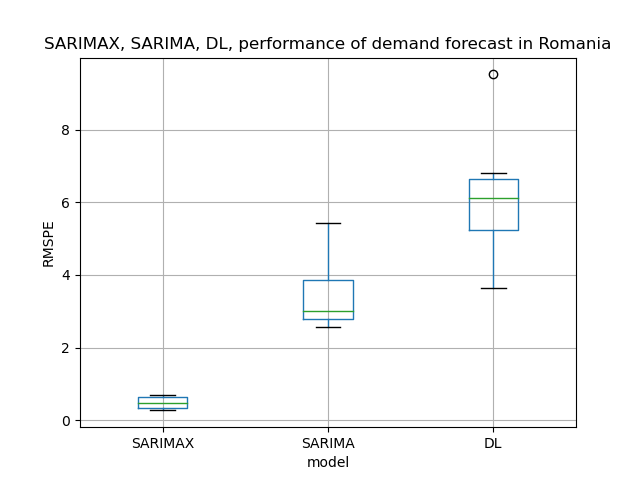 SARIMAX, SARIMA, DL, performance of demand forecast in Romania
8
6
4
2
0
RMSPE
SARIMAX SARIMA DL
model